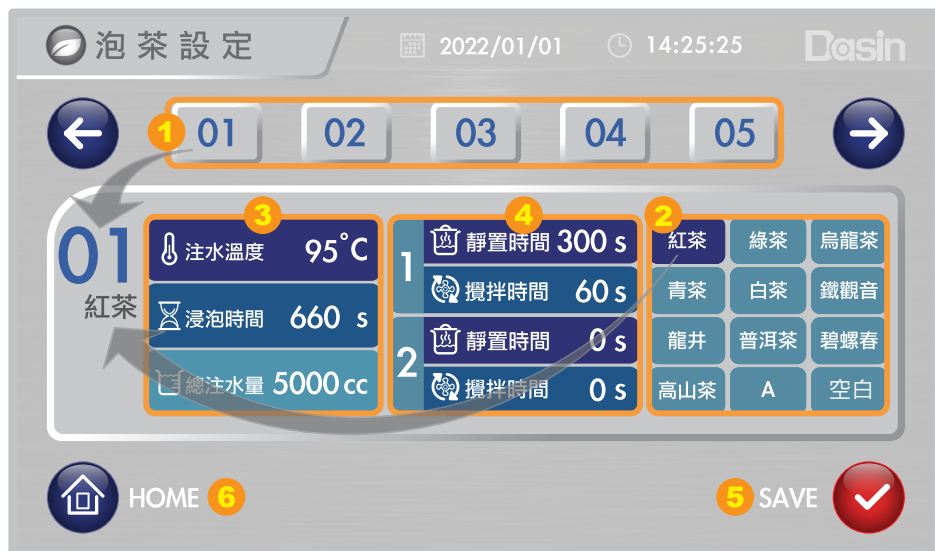 泡茶設定 2022/01/01 14:25:25 Dasin
1 01 02 03 04 05
3 4 2
01
紅茶
注水溫度 95°C
浸泡時間 660 s
總注水量 5000 cc
1
靜置時間 300 s
攪拌時間 60 s
2
靜置時間 0 s
攪拌時間 0 s
紅茶 綠茶 烏龍茶
青茶 白茶 鐵觀音
龍井 普洱茶 碧螺春
高山茶 A 空白
HOME 6 5 SAVE